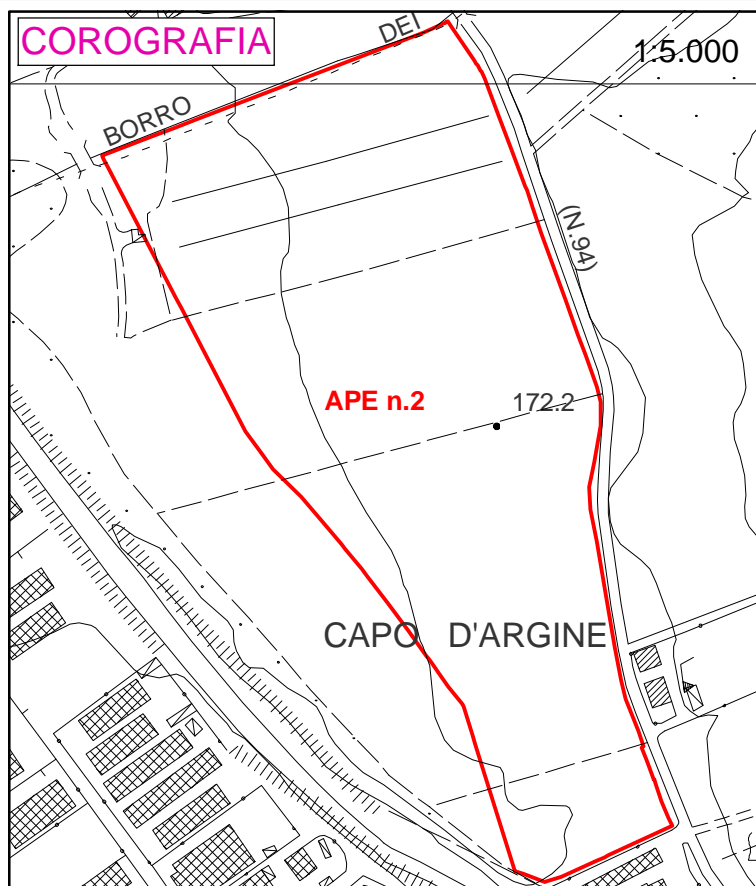 COROGRAFIA
1:5.000
BORRO DEI
(N.94)
APE n.2
172.2
CAPO D'ARGINE